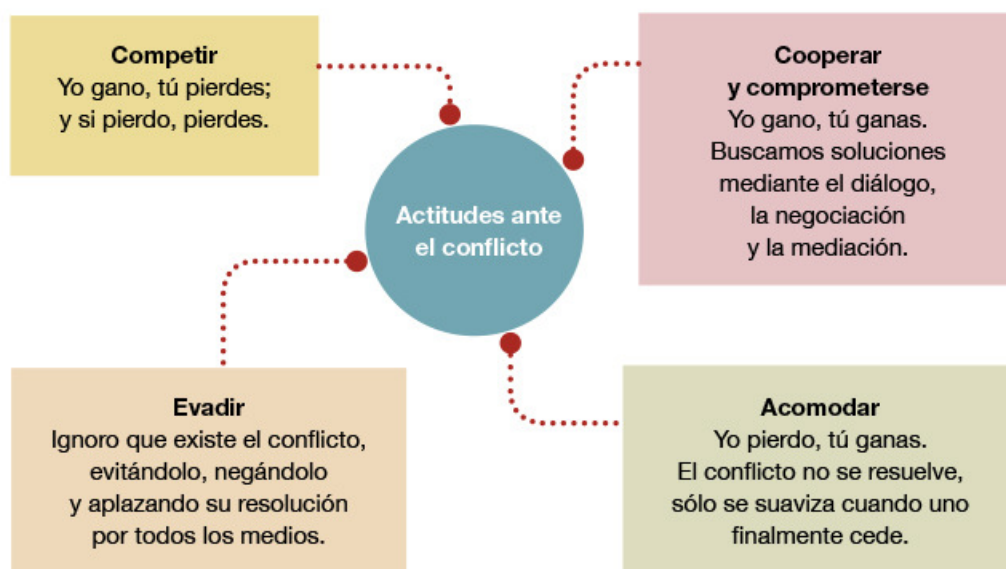 Competir
Yo gano, tú pierdes;
y si pierdo, pierdes.
Cooperar
y comprometerse
Yo gano, tú ganas.
Buscamos soluciones
mediante el diálogo,
la negociación
y la mediación.
Actitudes ante
el conflicto
Evadir
Ignoro que existe el conflicto,
evitándolo, negándolo
y aplazando su resolución
por todos los medios.
Acomodar
Yo pierdo, tú ganas.
El conflicto no se resuelve,
sólo se suaviza cuando uno
finalmente cede.